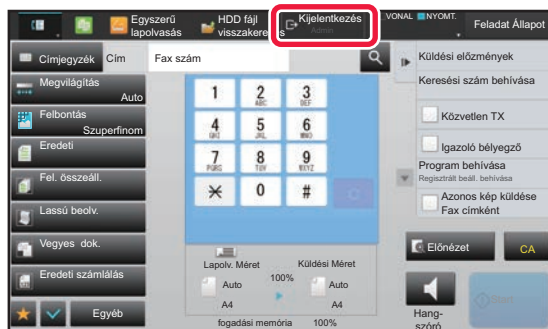 Egyszerű
lapolvasás
HDD fájl
visszakere s
Kijelentkezés
Admin
VONAL
NYOMT.
Feladat Állapot
Címjegyzék
Cím
Fax szám
Megvilágítás
Auto
Felbontás
Szuperfinom
Eredeti
Fel. összeáll.
Lassú beolv.
Vegyes dok.
Eredeti számlálás
Egyéb
1
2
ABC
3
DEF
4
GHI
5
JKL
6
MNO
7
PQRS
8
TUV
9
WXYZ
0
#
Lapolv. Méret
100%
Küldési Méret
Auto
A4
Auto
A4
fogadási memória 100%
Küldési előzmények
Keresési szám behívása
Közvetlen TX
Igazoló bélyegző
Program behívása
Regisztrált beáll. behívása
Azonos kép küldése
Fax címként
Előnézet
CA
Hang-
szóró
Start